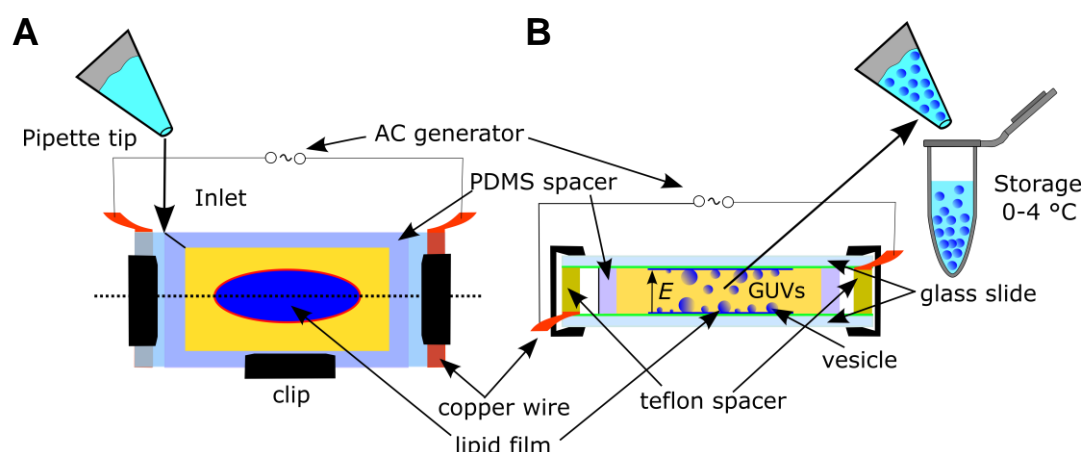 A
B
AC generator
Pipette tip
PDMS spacer
Storage
0-4 °C
Inlet
E
GUVs
glass slide
vesicle
teflon spacer
clip
copper wire
lipid film